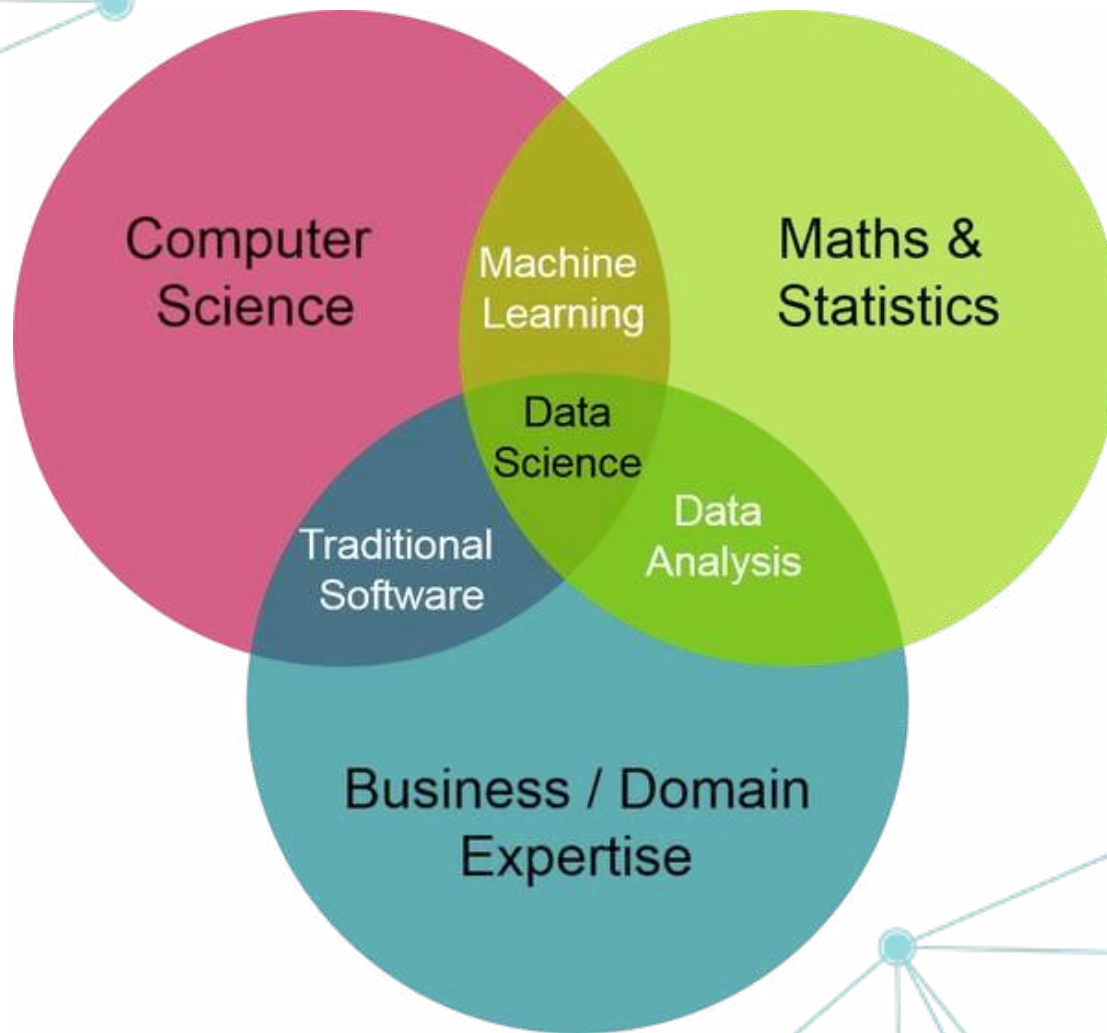 Computer
Science
Maths &
Statistics
Machine
Learning
Data
Science
Traditional
Software
Data
Analysis
Business / Domain
Expertise